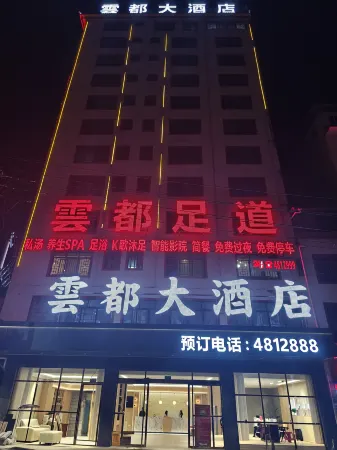 雲都大酒店
雲都足道
私汤 养生SPA 足浴 K歌沐足 智能影院 简餐 免费过夜 免费停车
4812999
雲都大酒店
预订电话：4812888